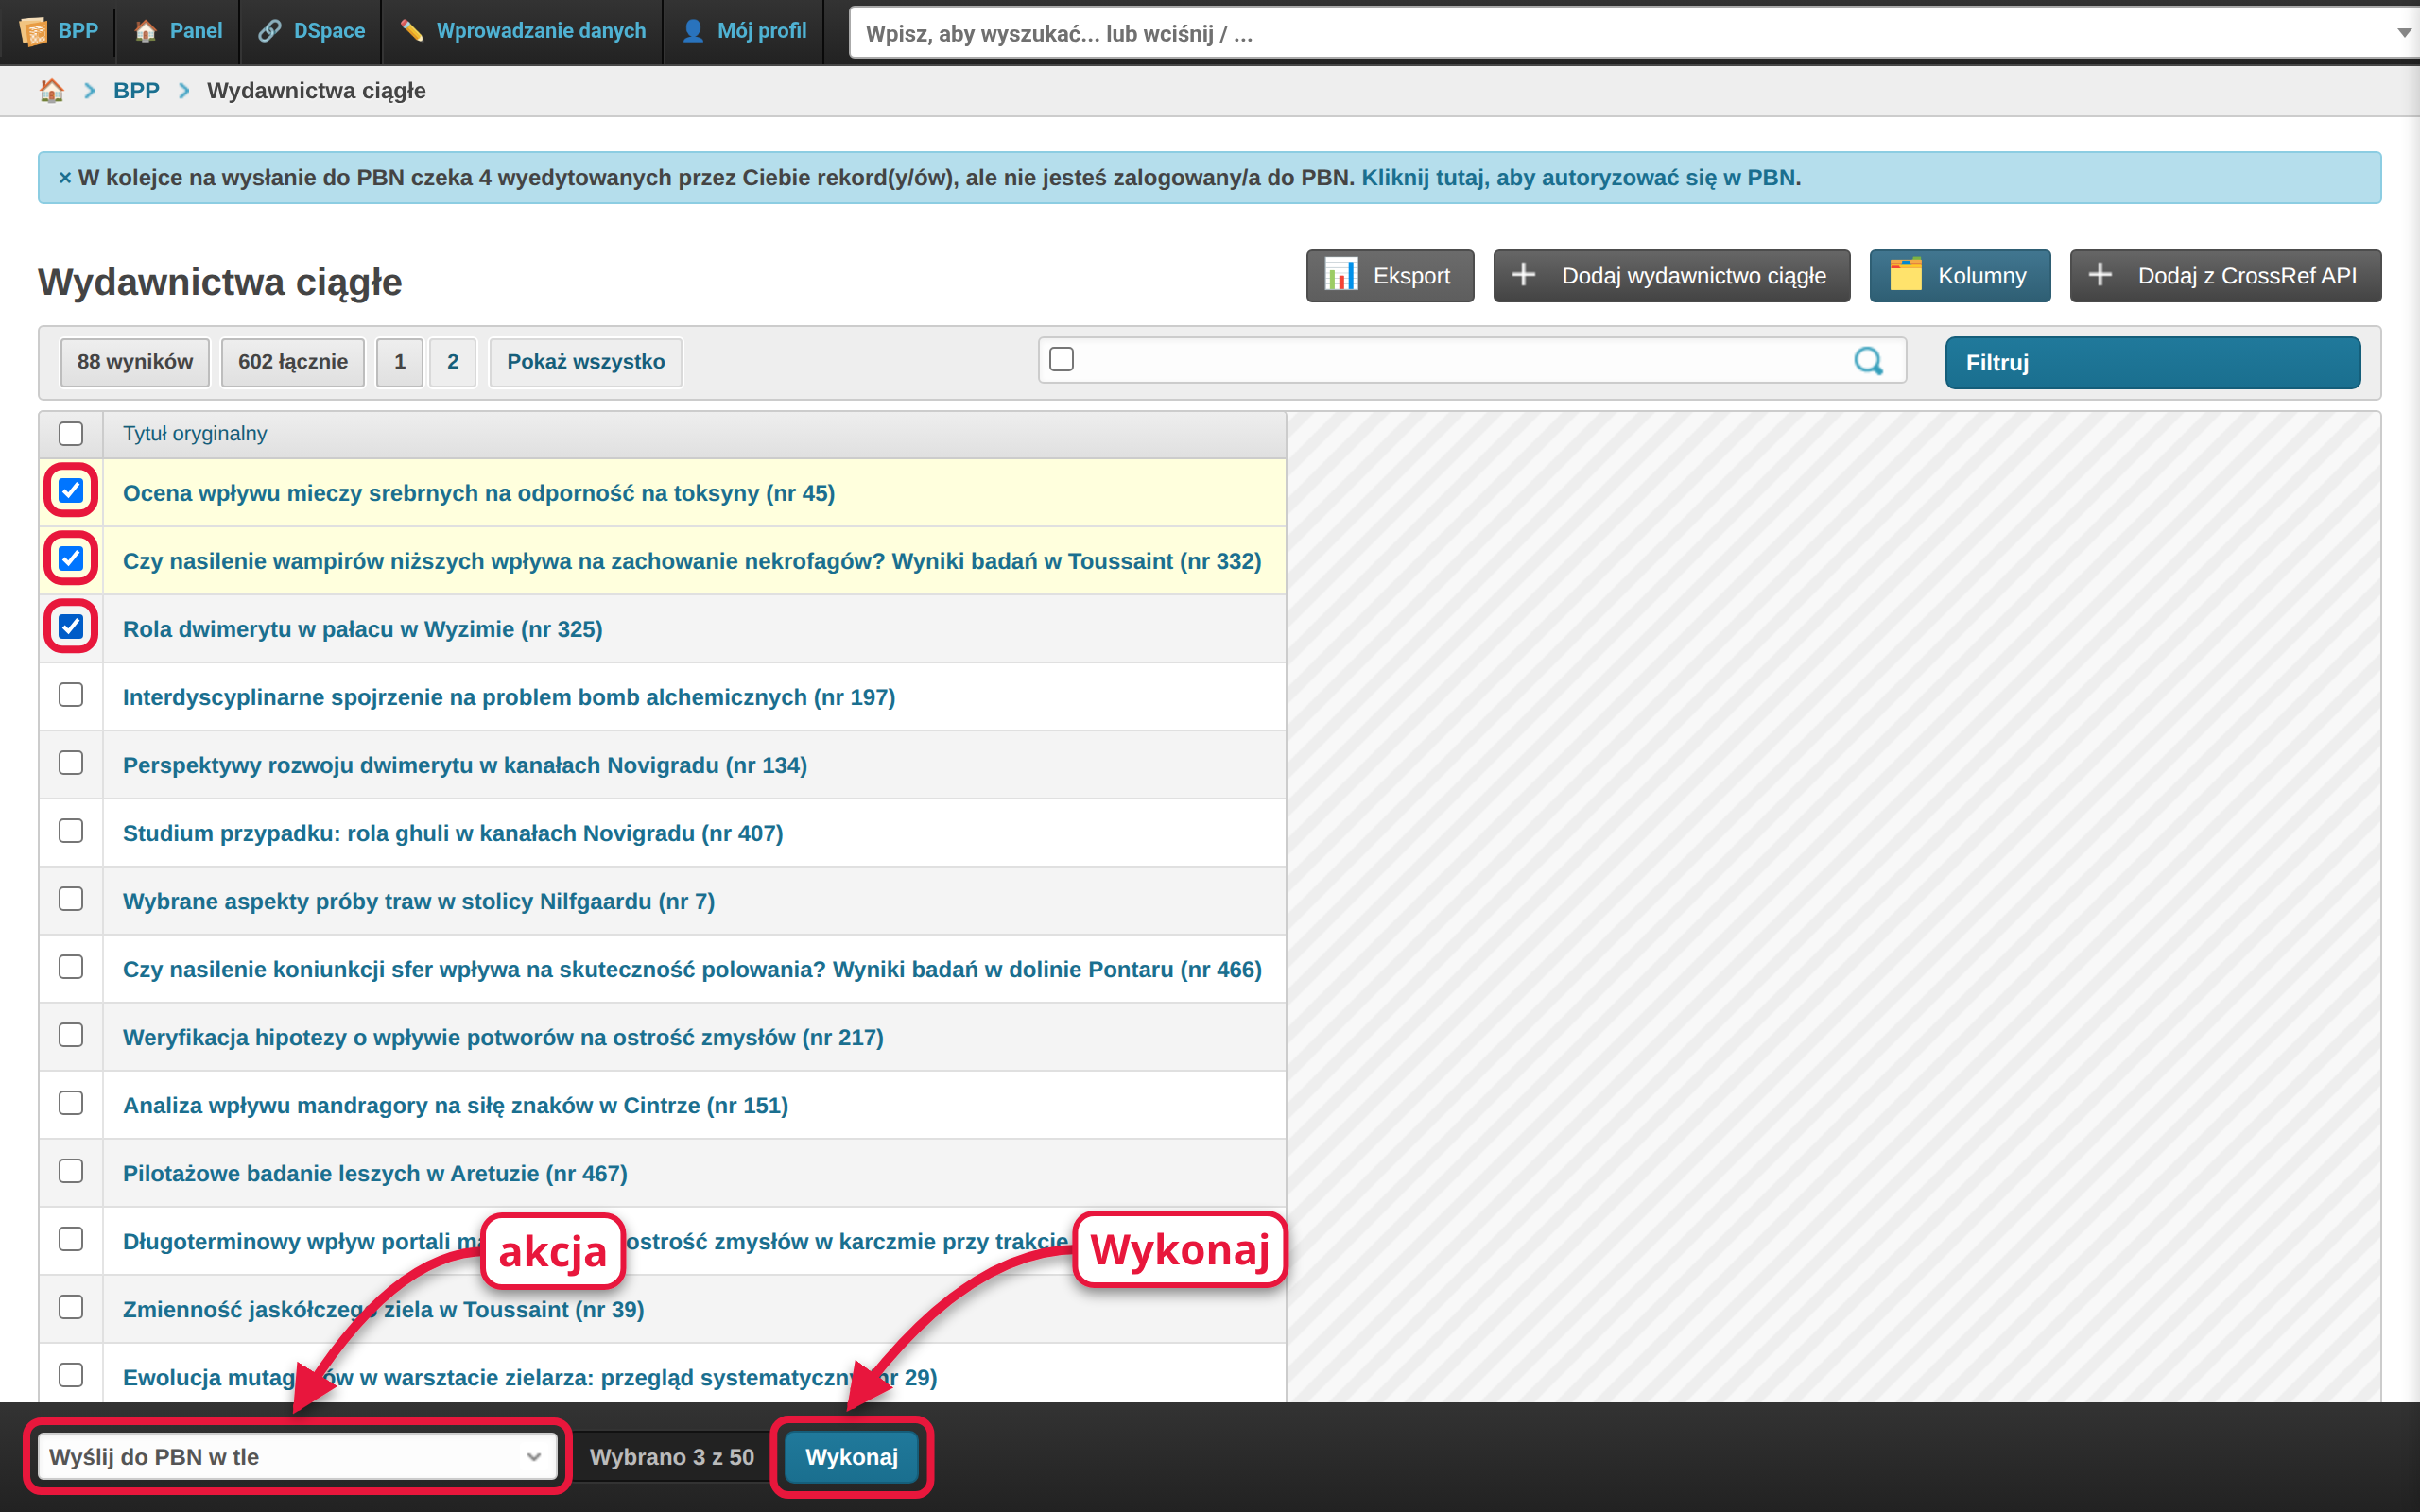 BPP Panel DSpace Wprowadzanie danych Mój profil Wpisz, aby wyszukać... lub wciśnij / ...
BPP Wydawnictwa ciągłe
× W kolejce na wysłanie do PBN czeka 4 wyedytowanych przez Ciebie rekord(y/ów), ale nie jesteś zalogowany/a do PBN. Kliknij tutaj, aby autoryzować się w PBN.
Wydawnictwa ciągłe
Eksport Dodaj wydawnictwo ciągłe Kolumny Dodaj z CrossRef API
88 wyników 602 łącznie 1 2 Pokaż wszystko Filtruj
Tytuł oryginalny
Ocena wpływu mieczy srebrnych na odporność na toksyny (nr 45)
Czy nasilenie wampirów niższych wpływa na zachowanie nekrofagów? Wyniki badań w Toussaint (nr 332)
Rola dwimerytu w pałacu w Wyzimie (nr 325)
Interdyscyplinarne spojrzenie na problem bomb alchemicznych (nr 197)
Perspektywy rozwoju dwimerytu w kanałach Novigradu (nr 134)
Studium przypadku: rola ghuli w kanałach Novigradu (nr 407)
Wybrane aspekty próby traw w stolicy Nilfgaardu (nr 7)
Czy nasilenie koniunkcji sfer wpływa na skuteczność polowania? Wyniki badań w dolinie Pontaru (nr 466)
Weryfikacja hipotezy o wpływie potworów na ostrość zmysłów (nr 217)
Analiza wpływu mandragory na siłę znaków w Cintrze (nr 151)
Pilotażowe badanie leszych w Aretuzie (nr 467)
Długoterminowy wpływ portali ostrość zmysłów w karczmie przy trakcie
akcja
Wykonaj
Zmienność jaskółczego ziela w Toussaint (nr 39)
Ewolucja w warsztacie zielarza: przegląd systematyczny (nr 29)
Wyślij do PBN w tle Wybrano 3 z 50 Wykonaj